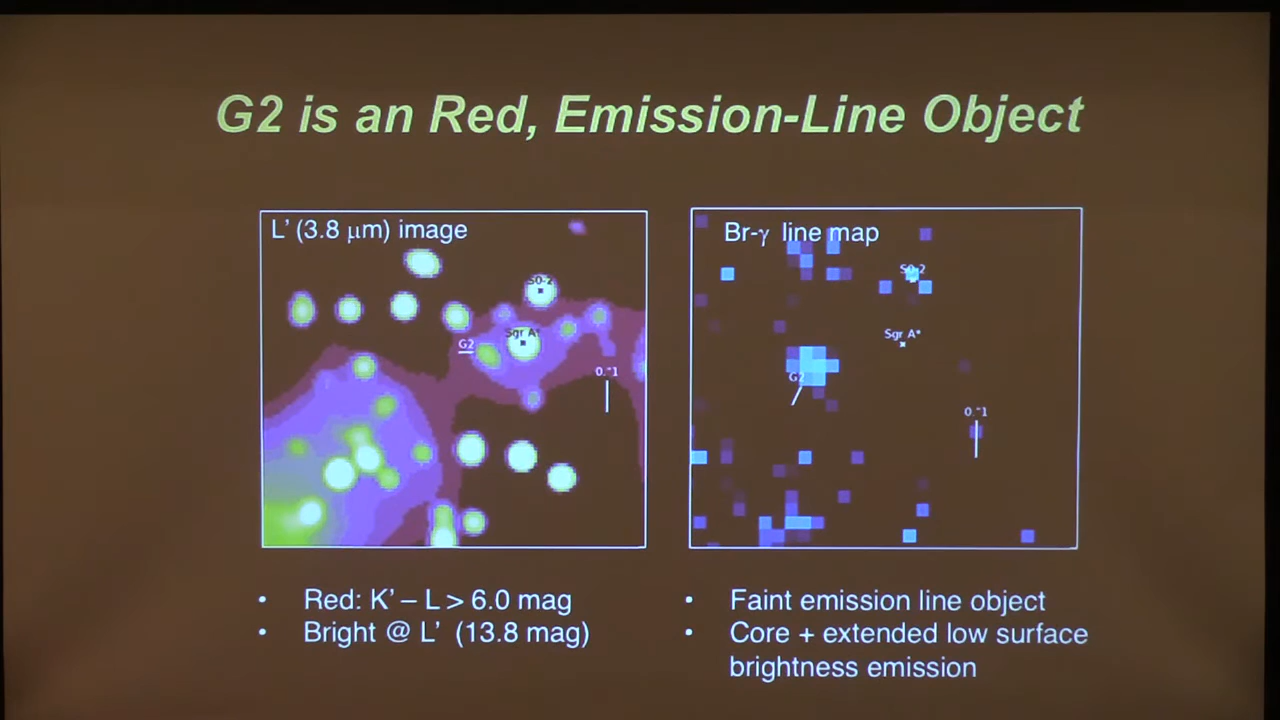 G2 is an Red, Emission-Line Object
L’ (3.8 μm) image
S0-2
Sgr A*
G2
0."1
Br-γ line map
S0-2
Sgr A*
G2
0."1
• Red: K’ – L > 6.0 mag
• Bright @ L’ (13.8 mag)
• Faint emission line object
• Core + extended low surface
brightness emission